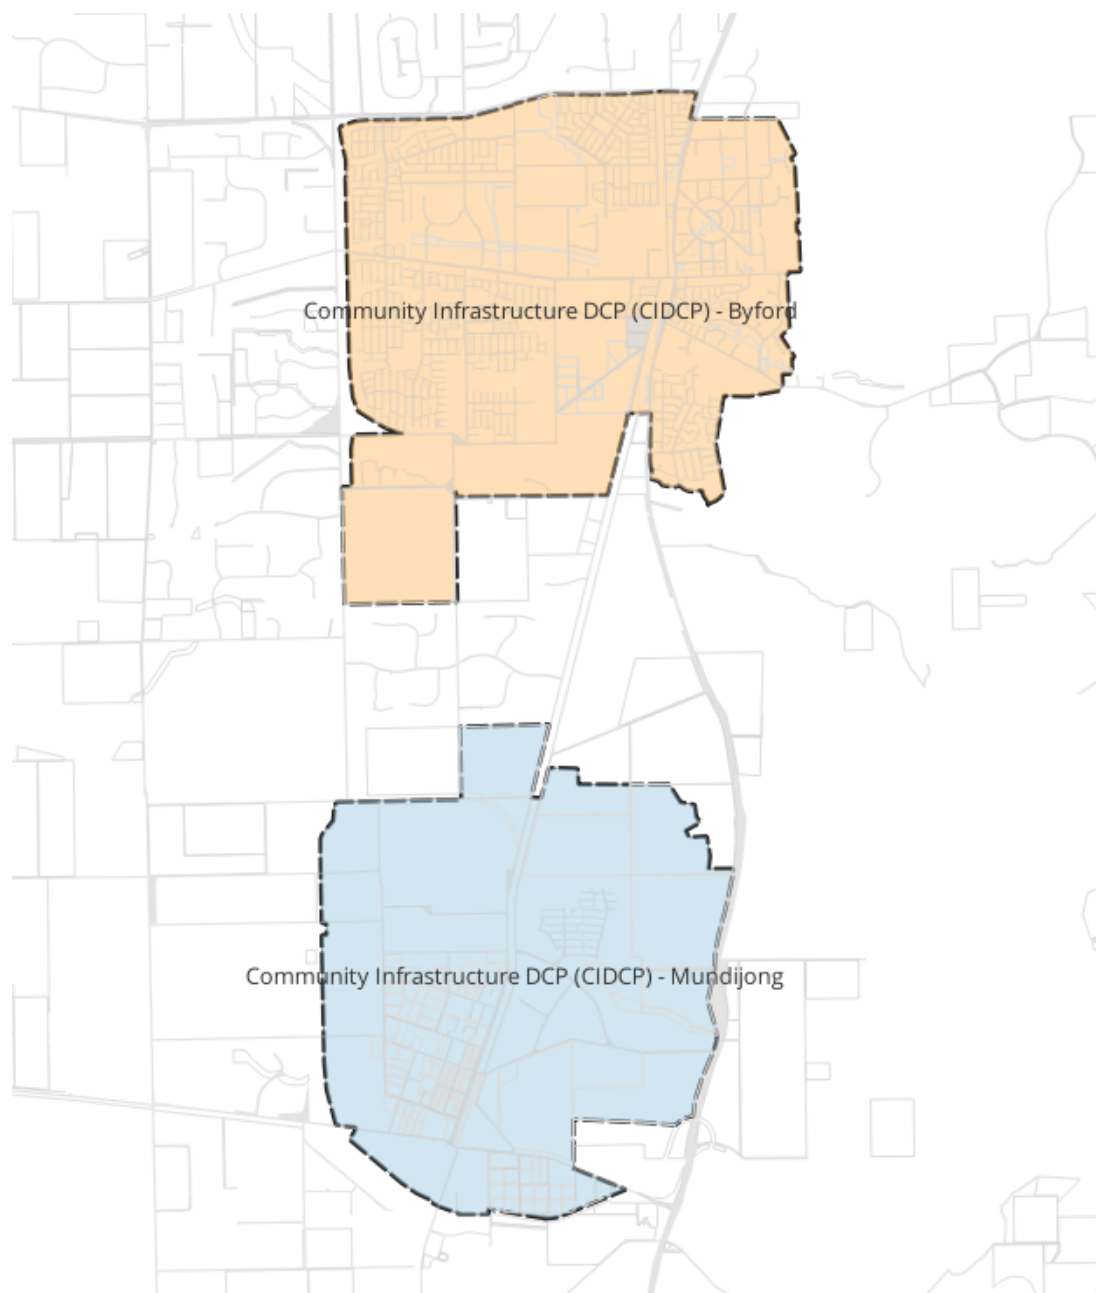 Community Infrastructure DCP (CIDCP) - Byford
Community Infrastructure DCP (CIDCP) - Mundijong